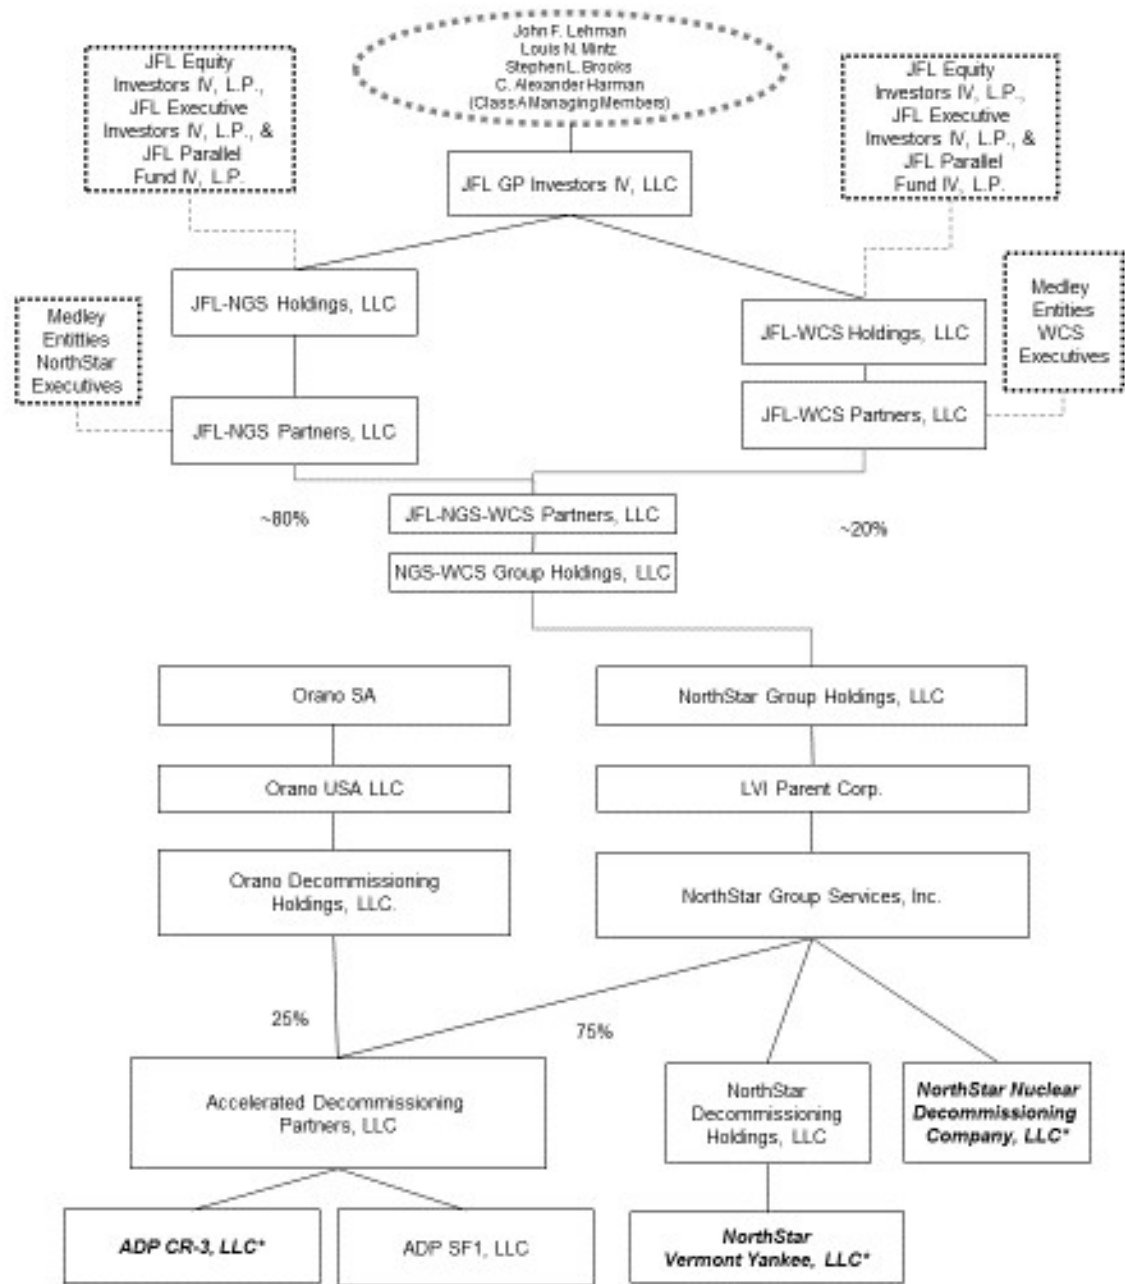 John F. Lehman
Louis N. Mintz
Stephen L. Brooks
C. Alexander Harman
(Class A Managing Members)
JFL Equity
Investors IV, L.P.,
JFL Executive
Investors IV, L.P., &
JFL Parallel
Fund IV, L.P.
JFL Equity
Investors IV, L.P.,
JFL Executive
Investors IV, L.P., &
JFL Parallel
Fund IV, L.P.
JFL GP Investors IV, LLC
JFL-NGS Holdings, LLC
JFL-WCS Holdings, LLC
Medley
Entitlies
NorthStar
Executives
Medley
Entities
WCS
Executives
JFL-NGS Partners, LLC
JFL-WCS Partners, LLC
~80%
JFL-NGS-WCS Partners, LLC
~20%
NGS-WCS Group Holdings, LLC
Orano SA
NorthStar Group Holdings, LLC
Orano USA LLC
LVI Parent Corp.
Orano Decommissioning
Holdings, LLC.
NorthStar Group Services, Inc.
25%
75%
Accelerated Decommissioning
Partners, LLC
NorthStar
Decommissioning
Holdings, LLC
NorthStar Nuclear
Decommissioning
Company, LLC*
ADP CR-3, LLC*
ADP SF1, LLC
NorthStar
Vermont Yankee, LLC*